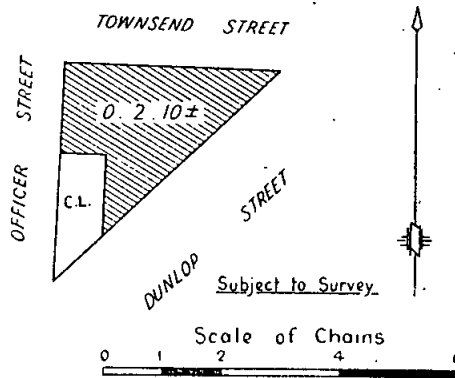 TOWNSEND STREET
OFFICER STREET
0. 2. 10 ±
C.L.
DUNLOP STREET
Subject to Survey
Scale of Chains
0 1 2 4 6